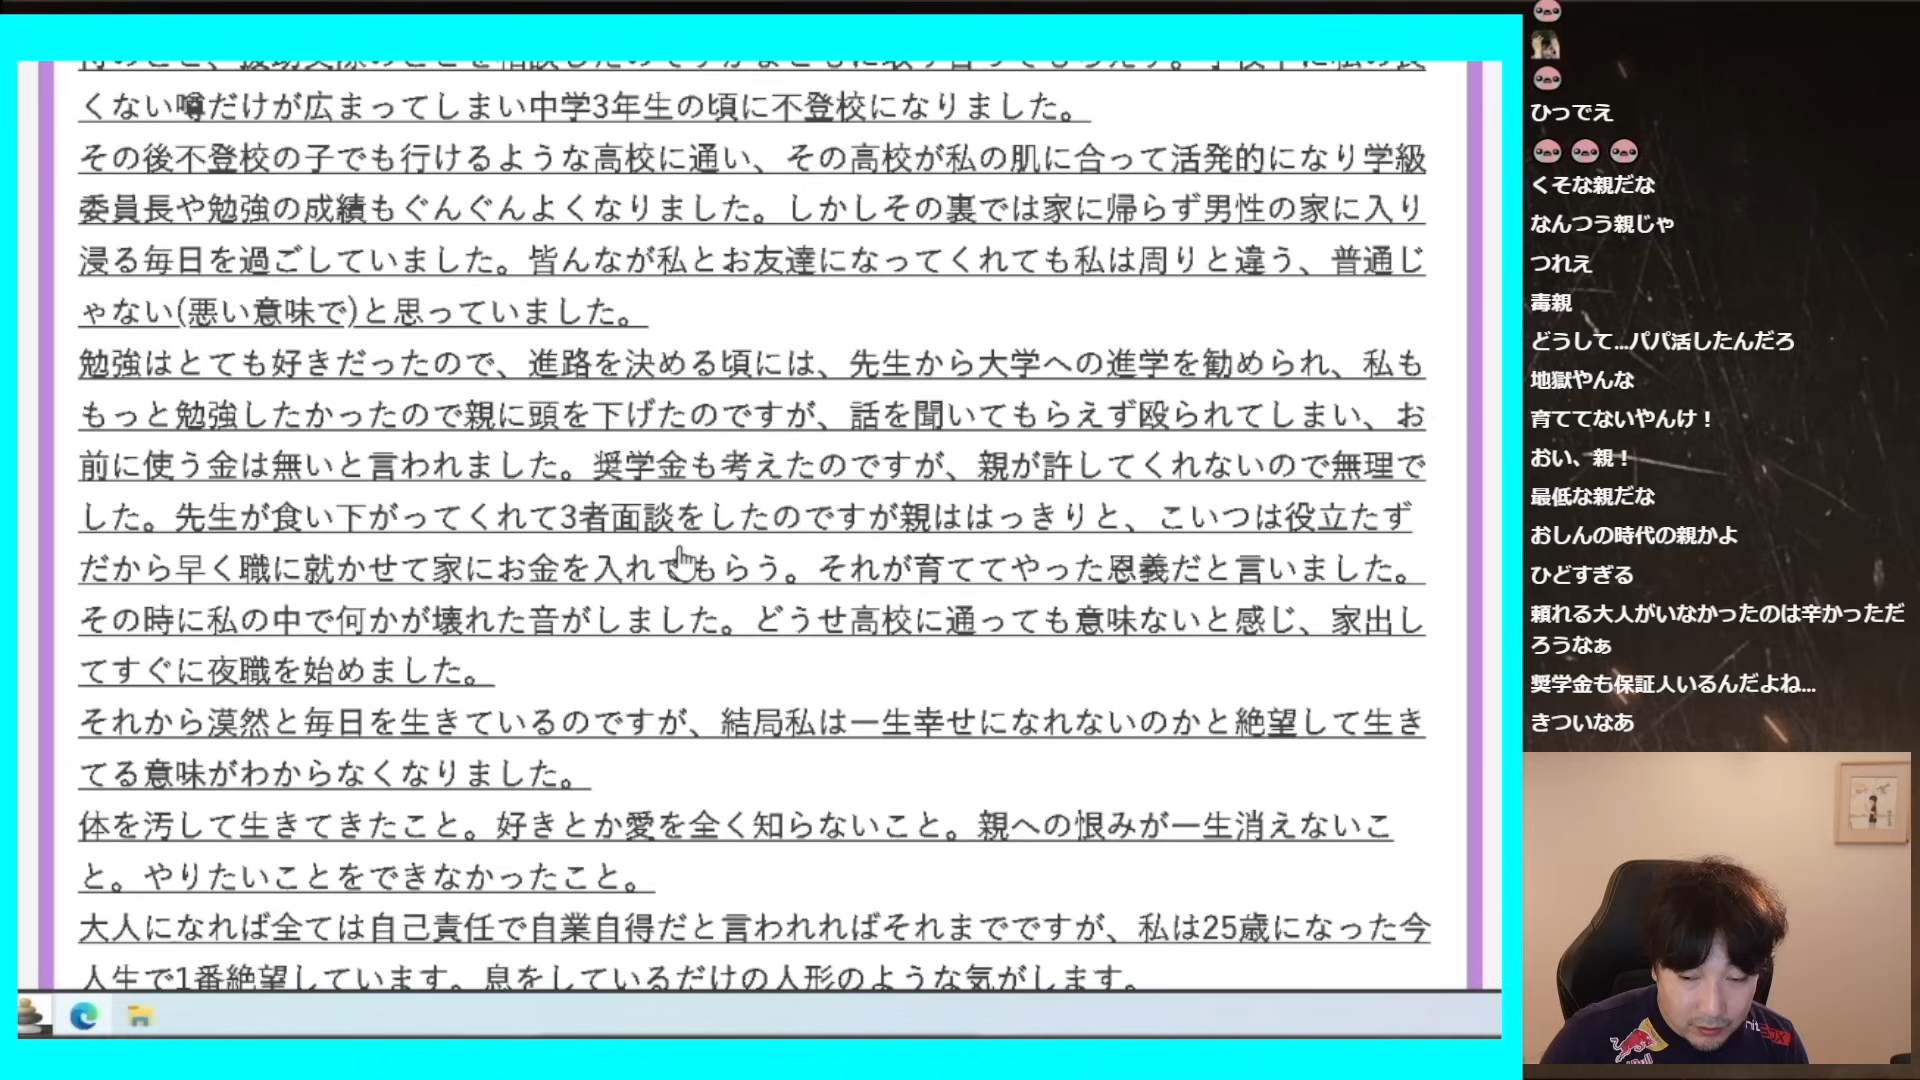 くない噂だけが広まってしまい中学3年生の頃に不登校になりました。
その後不登校の子でも行けるような高校に通い、その高校が私の肌に合って活発的になり学級
委員長や勉強の成績もぐんぐんよくなりました。しかしその裏では家に帰らず男性の家に入り
浸る毎日を過ごしていました。皆んなが私とお友達になってくれても私は周りと違う、普通じ
ゃない(悪い意味で)と思っていました。
勉強はとても好きだったので、進路を決める頃には、先生から大学への進学を勧められ、私も
もっと勉強したかったので親に頭を下げたのですが、話を聞いてもらえず殴られてしまい、お
前に使う金は無いと言われました。奨学金も考えたのですが、親が許してくれないので無理で
した。先生が食い下がってくれて3者面談をしたのですが親ははっきりと、こいつは役立たず
だから早く職に就かせて家にお金を入れてもらう。それが育ててやった恩義だと言いました。
その時に私の中で何かが壊れた音がしました。どうせ高校に通っても意味ないと感じ、家出し
てすぐに夜職を始めました。
それから漠然と毎日を生きているのですが、結局私は一生幸せになれないのかと絶望して生き
てる意味がわからなくなりました。
体を汚して生きてきたこと。好きとか愛を全く知らないこと。親への恨みが一生消えないこ
と。やりたいことをできなかったこと。
大人になれば全ては自己責任で自業自得だと言われればそれまでですが、私は25歳になった今
人生で1番絶望しています。息をしているだけの人形のような気がします。
ひっでえ
くそな親だな
なんつう親じゃ
つれえ
毒親
どうして...パパ活したんだろ
地獄やんな
育ててないやんけ！
おい、親！
最低な親だな
おしんの時代の親かよ
ひどすぎる
頼れる大人がいなかったのは辛かっただ
ろうなぁ
奨学金も保証人いるんだよね...
きついなあ